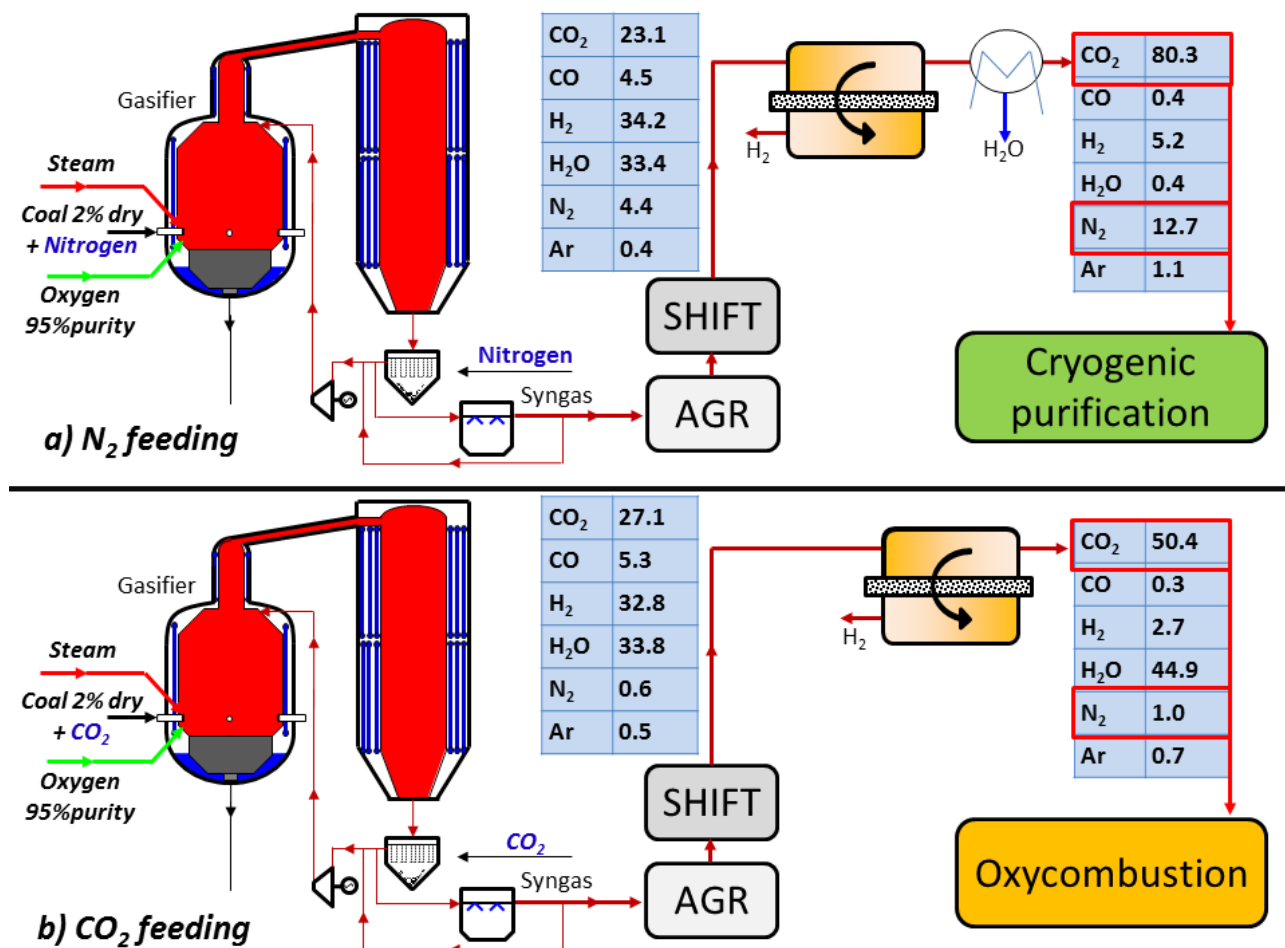 Gasifier
Steam
Coal 2% dry
+ Nitrogen
Oxygen
95%purity
a) N₂ feeding
Nitrogen
Syngas
AGR
SHIFT
CO₂ 23.1
CO 4.5
H₂ 34.2
H₂O 33.4
N₂ 4.4
Ar 0.4
H₂
H₂O
CO₂ 80.3
CO 0.4
H₂ 5.2
H₂O 0.4
N₂ 12.7
Ar 1.1
Cryogenic
purification
Gasifier
Steam
Coal 2% dry
+ CO₂
Oxygen
95%purity
b) CO₂ feeding
CO₂
Syngas
AGR
SHIFT
CO₂ 27.1
CO 5.3
H₂ 32.8
H₂O 33.8
N₂ 0.6
Ar 0.5
H₂
CO₂ 50.4
CO 0.3
H₂ 2.7
H₂O 44.9
N₂ 1.0
Ar 0.7
Oxycombustion